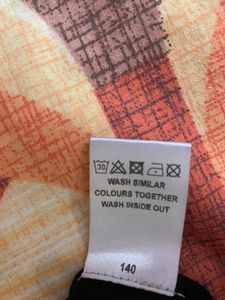 30
WASH SIMILAR
COLOURS TOGETHER
WASH INSIDE OUT
140